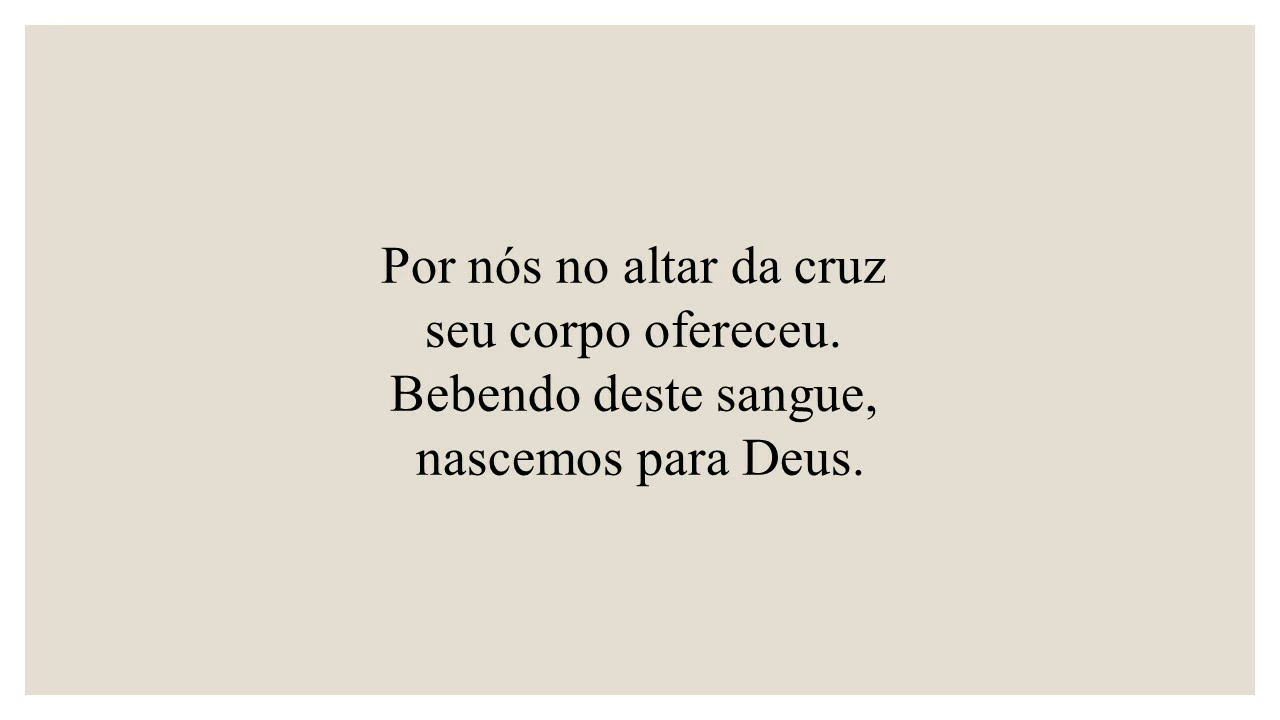 Por nós no altar da cruz
seu corpo ofereceu.
Bebendo deste sangue,
nascemos para Deus.